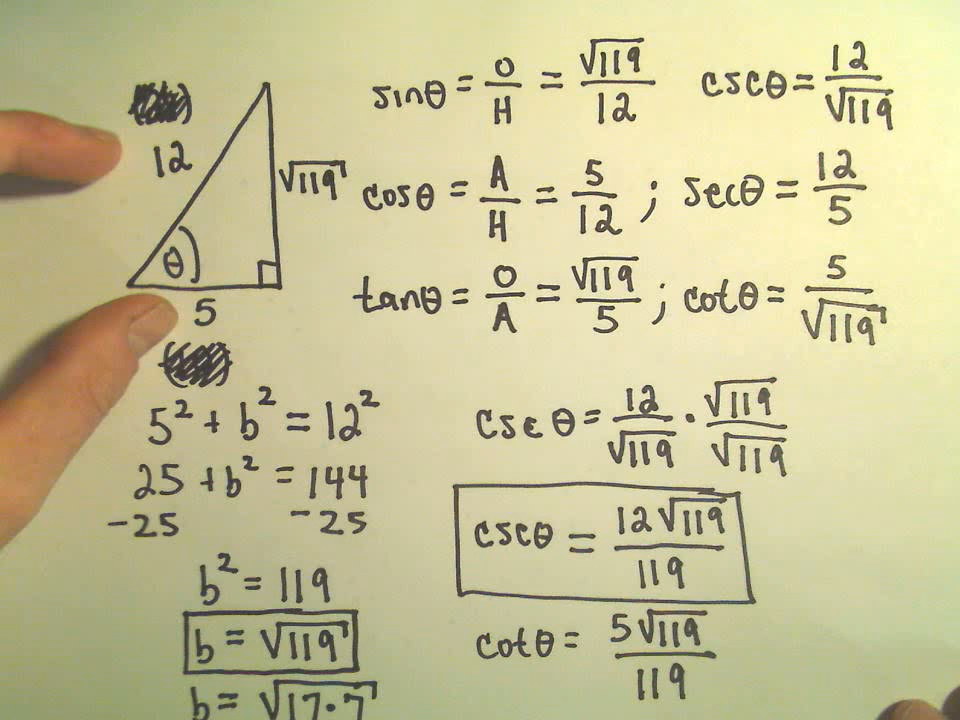 12
√119
θ
5
sinθ = O/H = √119/12 cscθ = 12/√119
cosθ = A/H = 5/12 ; secθ = 12/5
tanθ = O/A = √119/5 ; cotθ = 5/√119
5² + b² = 12²
25 + b² = 144
-25 -25
b² = 119
b = √119
b = √17·7
cscθ = 12/√119 · √119/√119
cscθ = 12√119/119
cotθ = 5√119/119